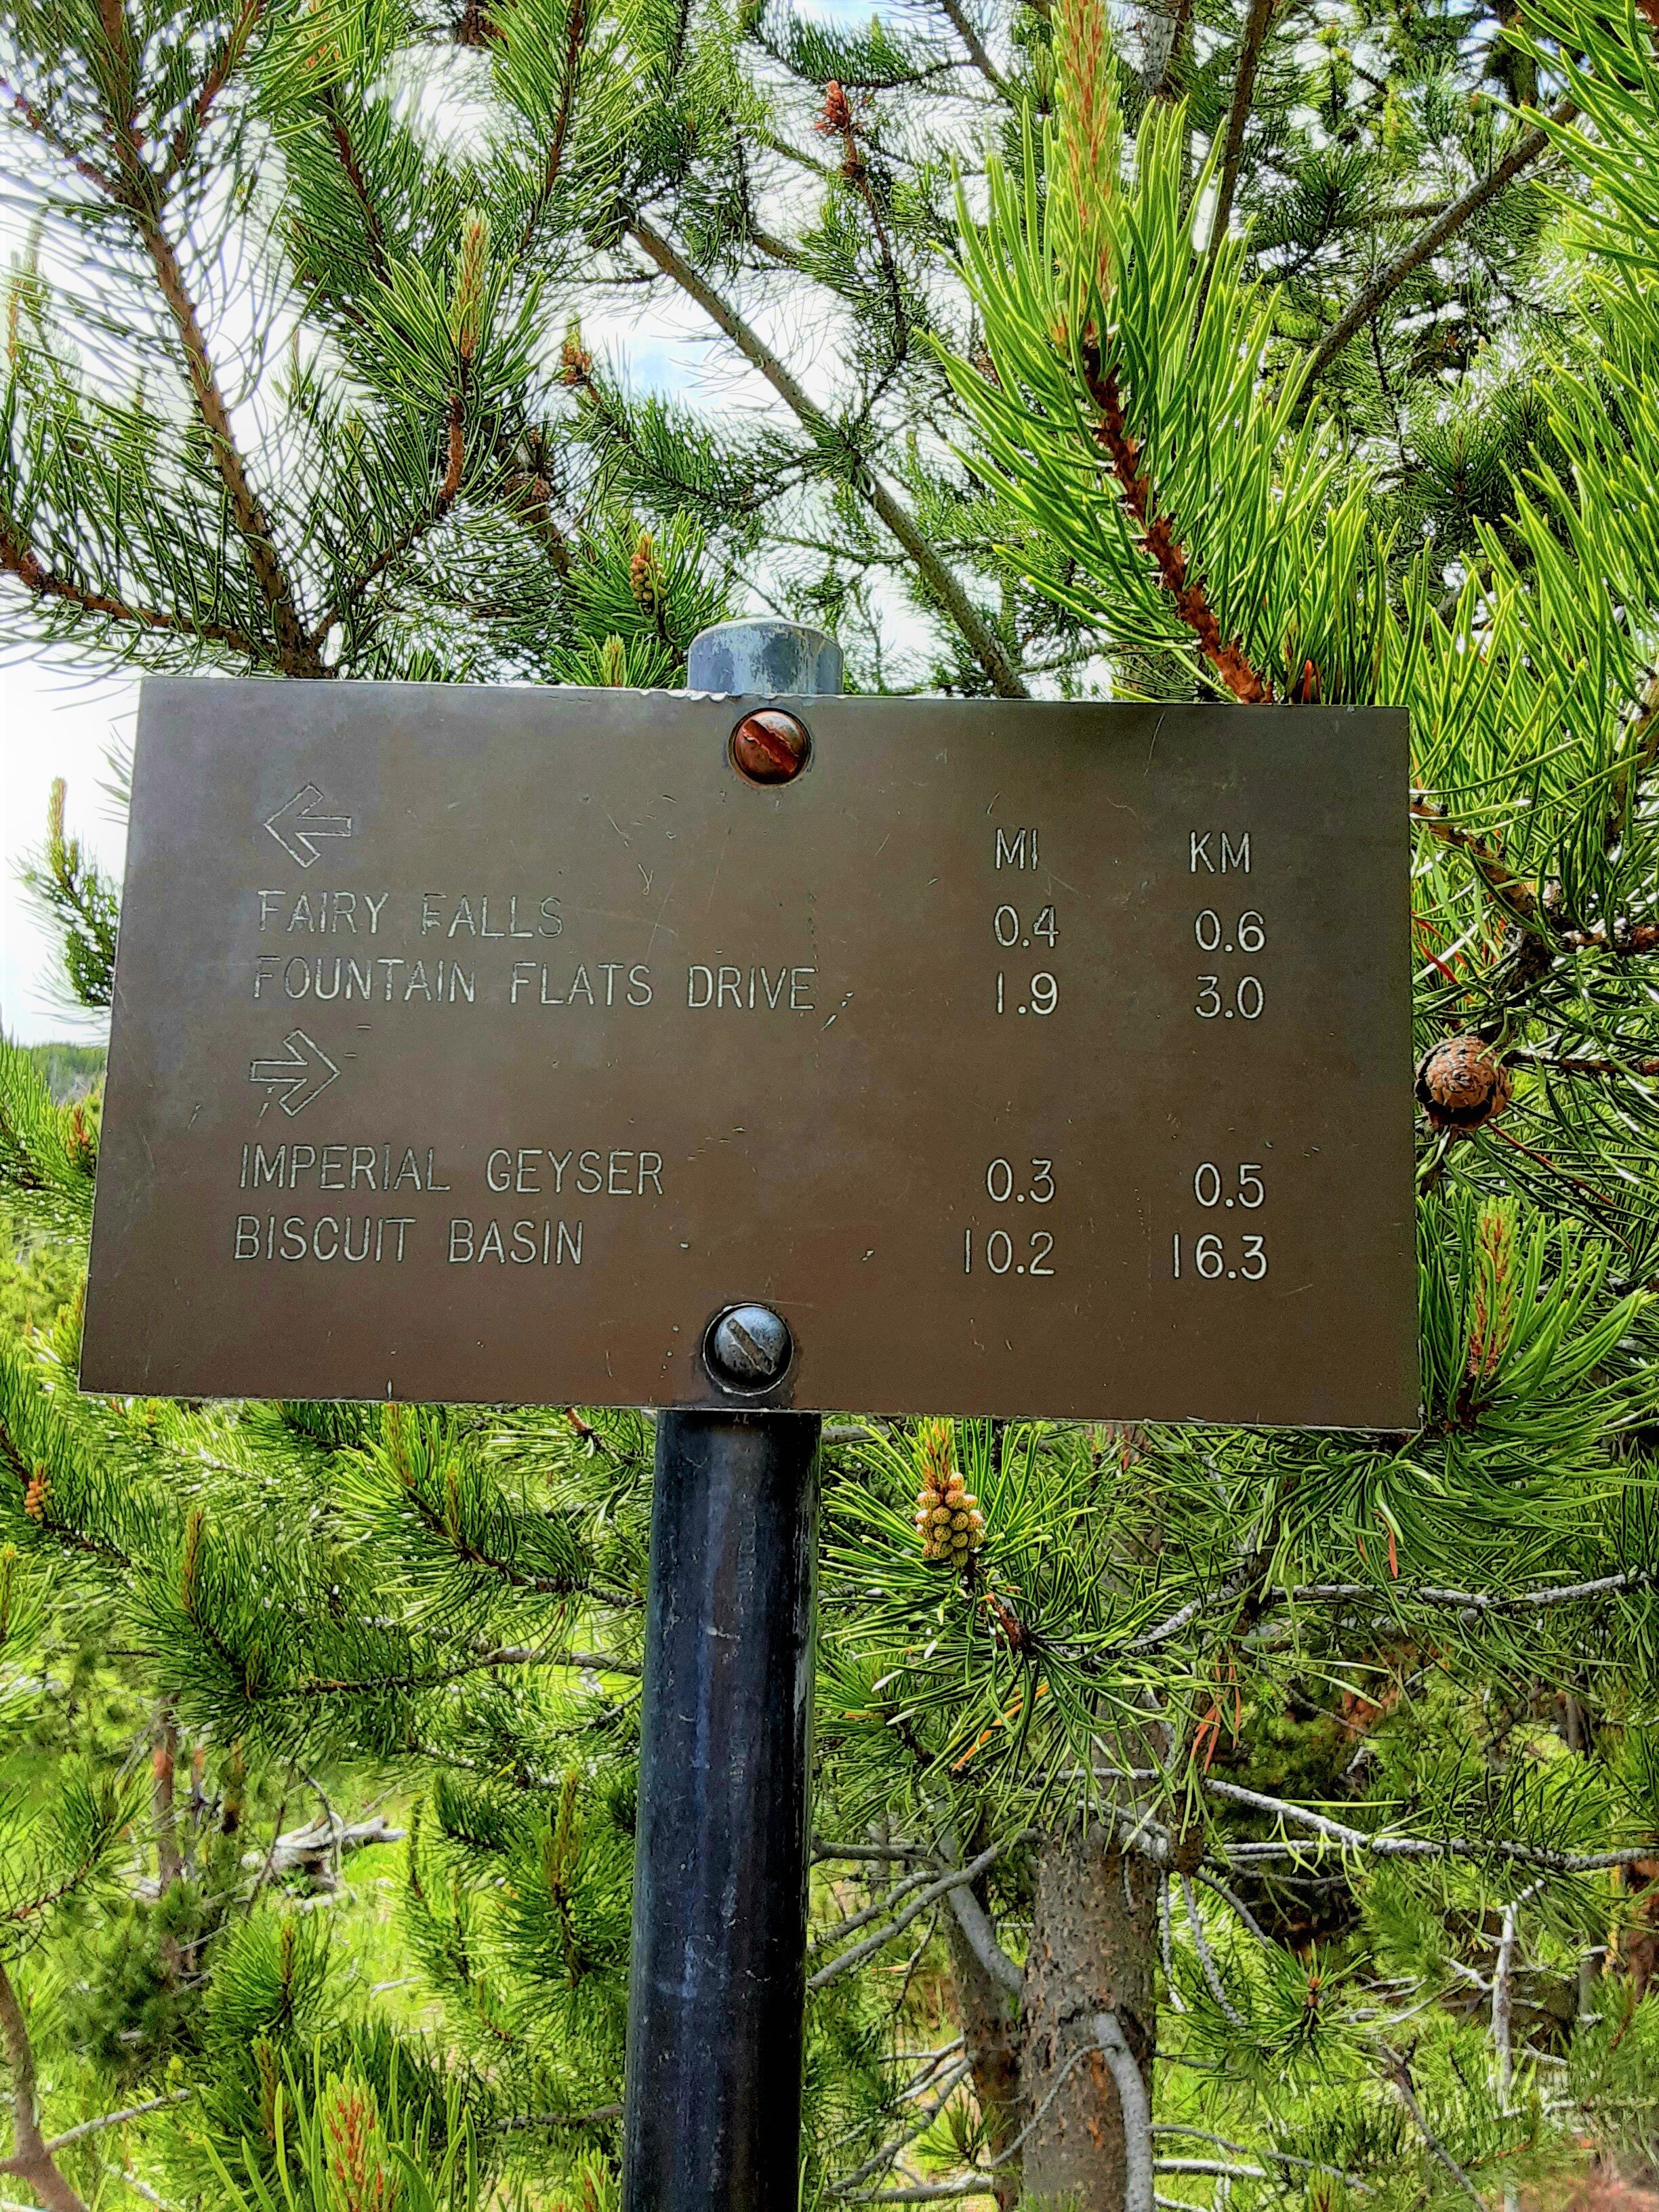 MI KM
FAIRY FALLS 0.4 0.6
FOUNTAIN FLATS DRIVE 1.9 3.0
IMPERIAL GEYSER 0.3 0.5
BISCUIT BASIN 10.2 16.3